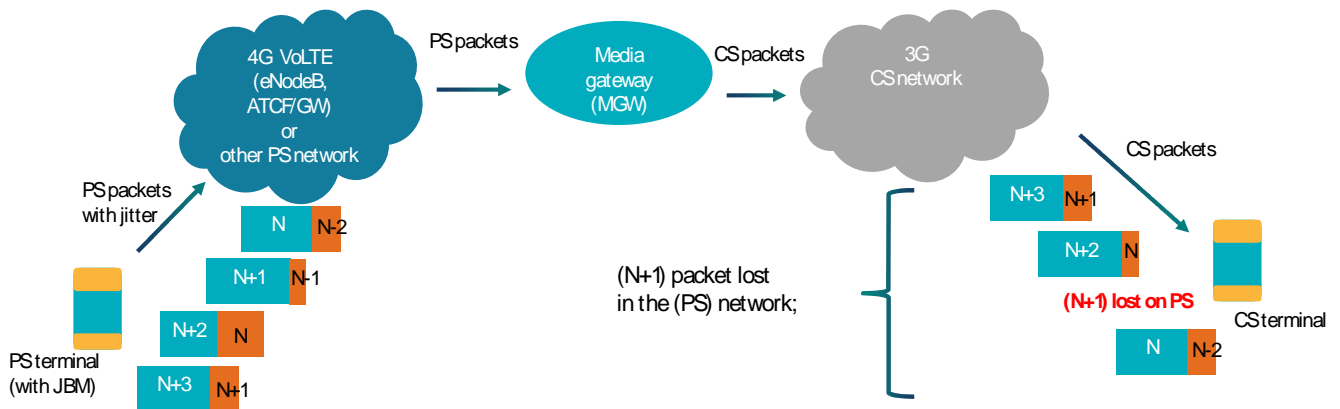 4G VoLTE
(eNodeB,
ATCF/GW)
or
other PS network
PS packets
Media
gateway
(MGW)
CS packets
3G
CS network
CS packets
PS packets
with jitter
N
N-2
N+1
N-1
N+2
N
N+3
N+1
PS terminal
(with JBM)
(N+1) packet lost
in the (PS) network;
N+3
N+1
N+2
N
(N+1) lost on PS
N
N-2
CS terminal